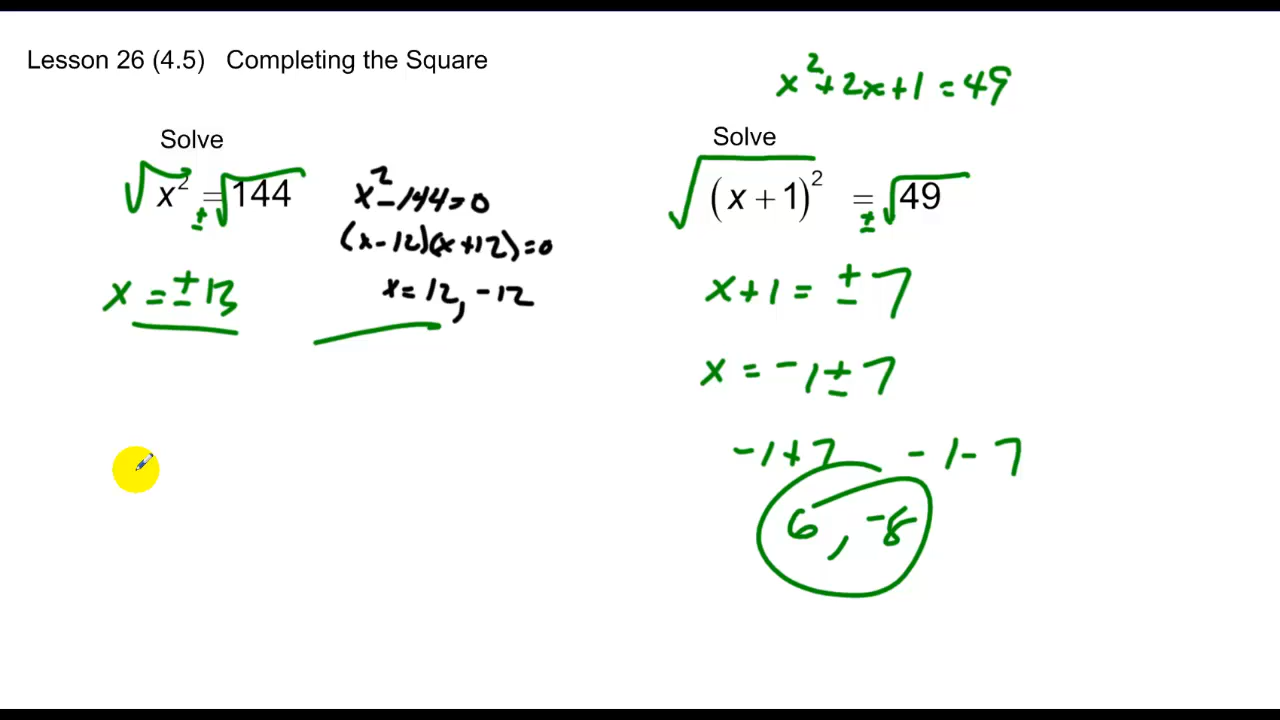 Lesson 26 (4.5) Completing the Square
x²+2x+1=49
Solve
√x² = ±√144
x = ±13
x²-144=0
(x-12)(x+12)=0
x=12,-12
Solve
√(x+1)² = ±√49
x+1=±7
x=-1±7
-1+7 -1-7
6,-8